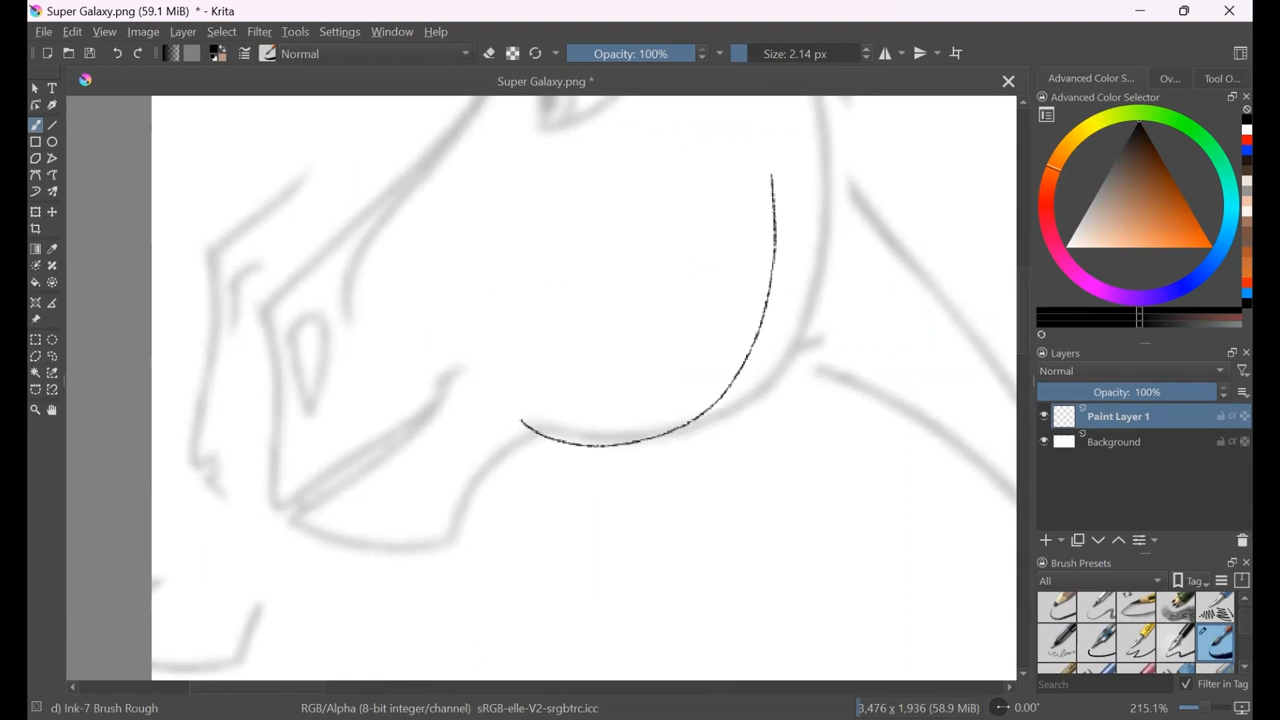 Super Galaxy.png (59.1 MiB) * - Krita
File Edit View Image Layer Select Filter Tools Settings Window Help
Normal Opacity: 100% Size: 2.14 px
Super Galaxy.png *
Advanced Color S... Ov... Tool O...
Advanced Color Selector
Layers
Normal
Opacity: 100%
Paint Layer 1
Background
Brush Presets
All Tag
Search Filter in Tag
d) Ink-7 Brush Rough RGB/Alpha (8-bit integer/channel) sRGB-elle-V2-srgbtrc.icc 3,476 x 1,936 (58.9 MiB) 0.00° 215.1%